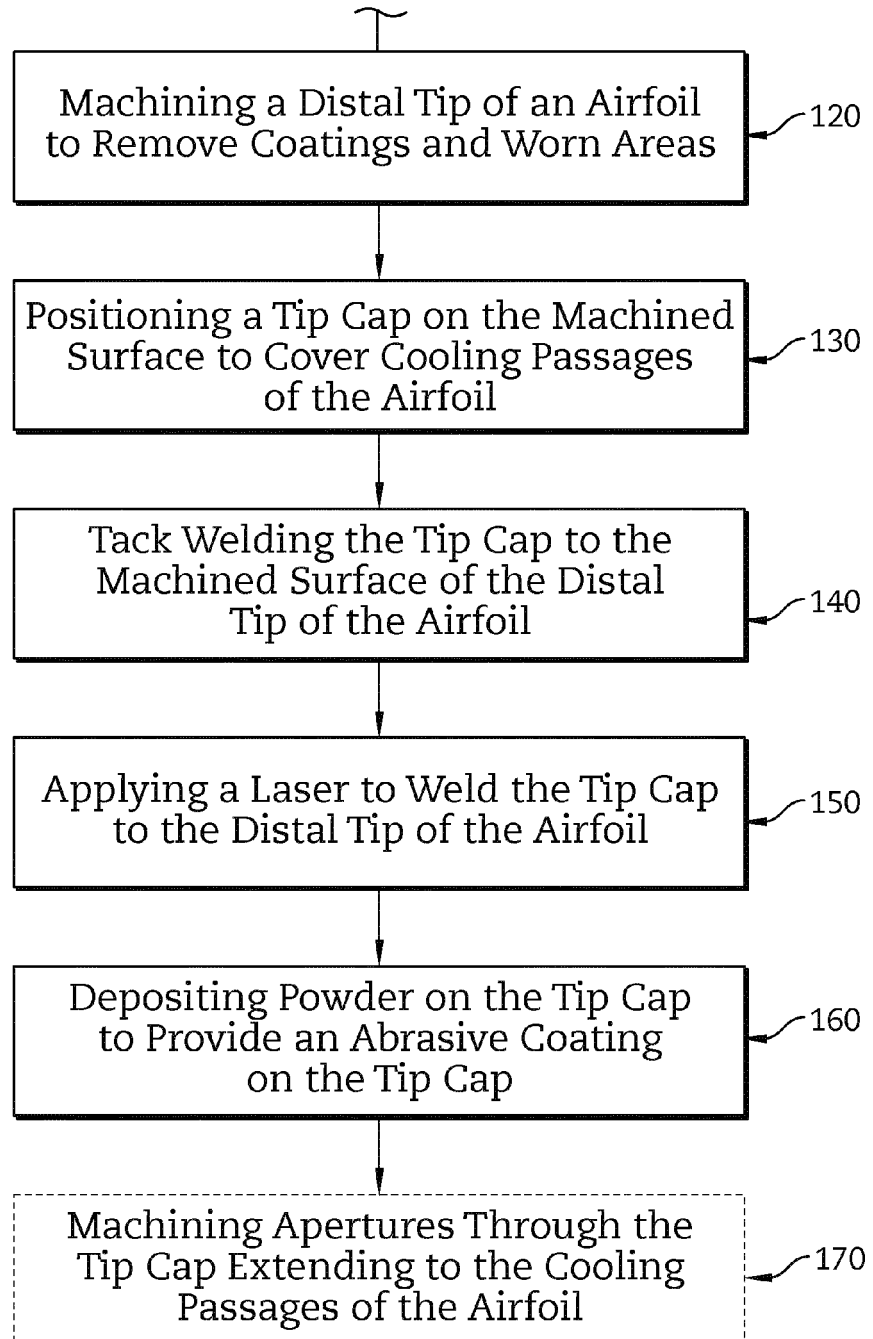 Machining a Distal Tip of an Airfoil
to Remove Coatings and Worn Areas
120
Positioning a Tip Cap on the Machined
Surface to Cover Cooling Passages
of the Airfoil
130
Tack Welding the Tip Cap to the
Machined Surface of the Distal
Tip of the Airfoil
140
Applying a Laser to Weld the Tip Cap
to the Distal Tip of the Airfoil
150
Depositing Powder on the Tip Cap
to Provide an Abrasive Coating
on the Tip Cap
160
Machining Apertures Through the
Tip Cap Extending to the Cooling
Passages of the Airfoil
170